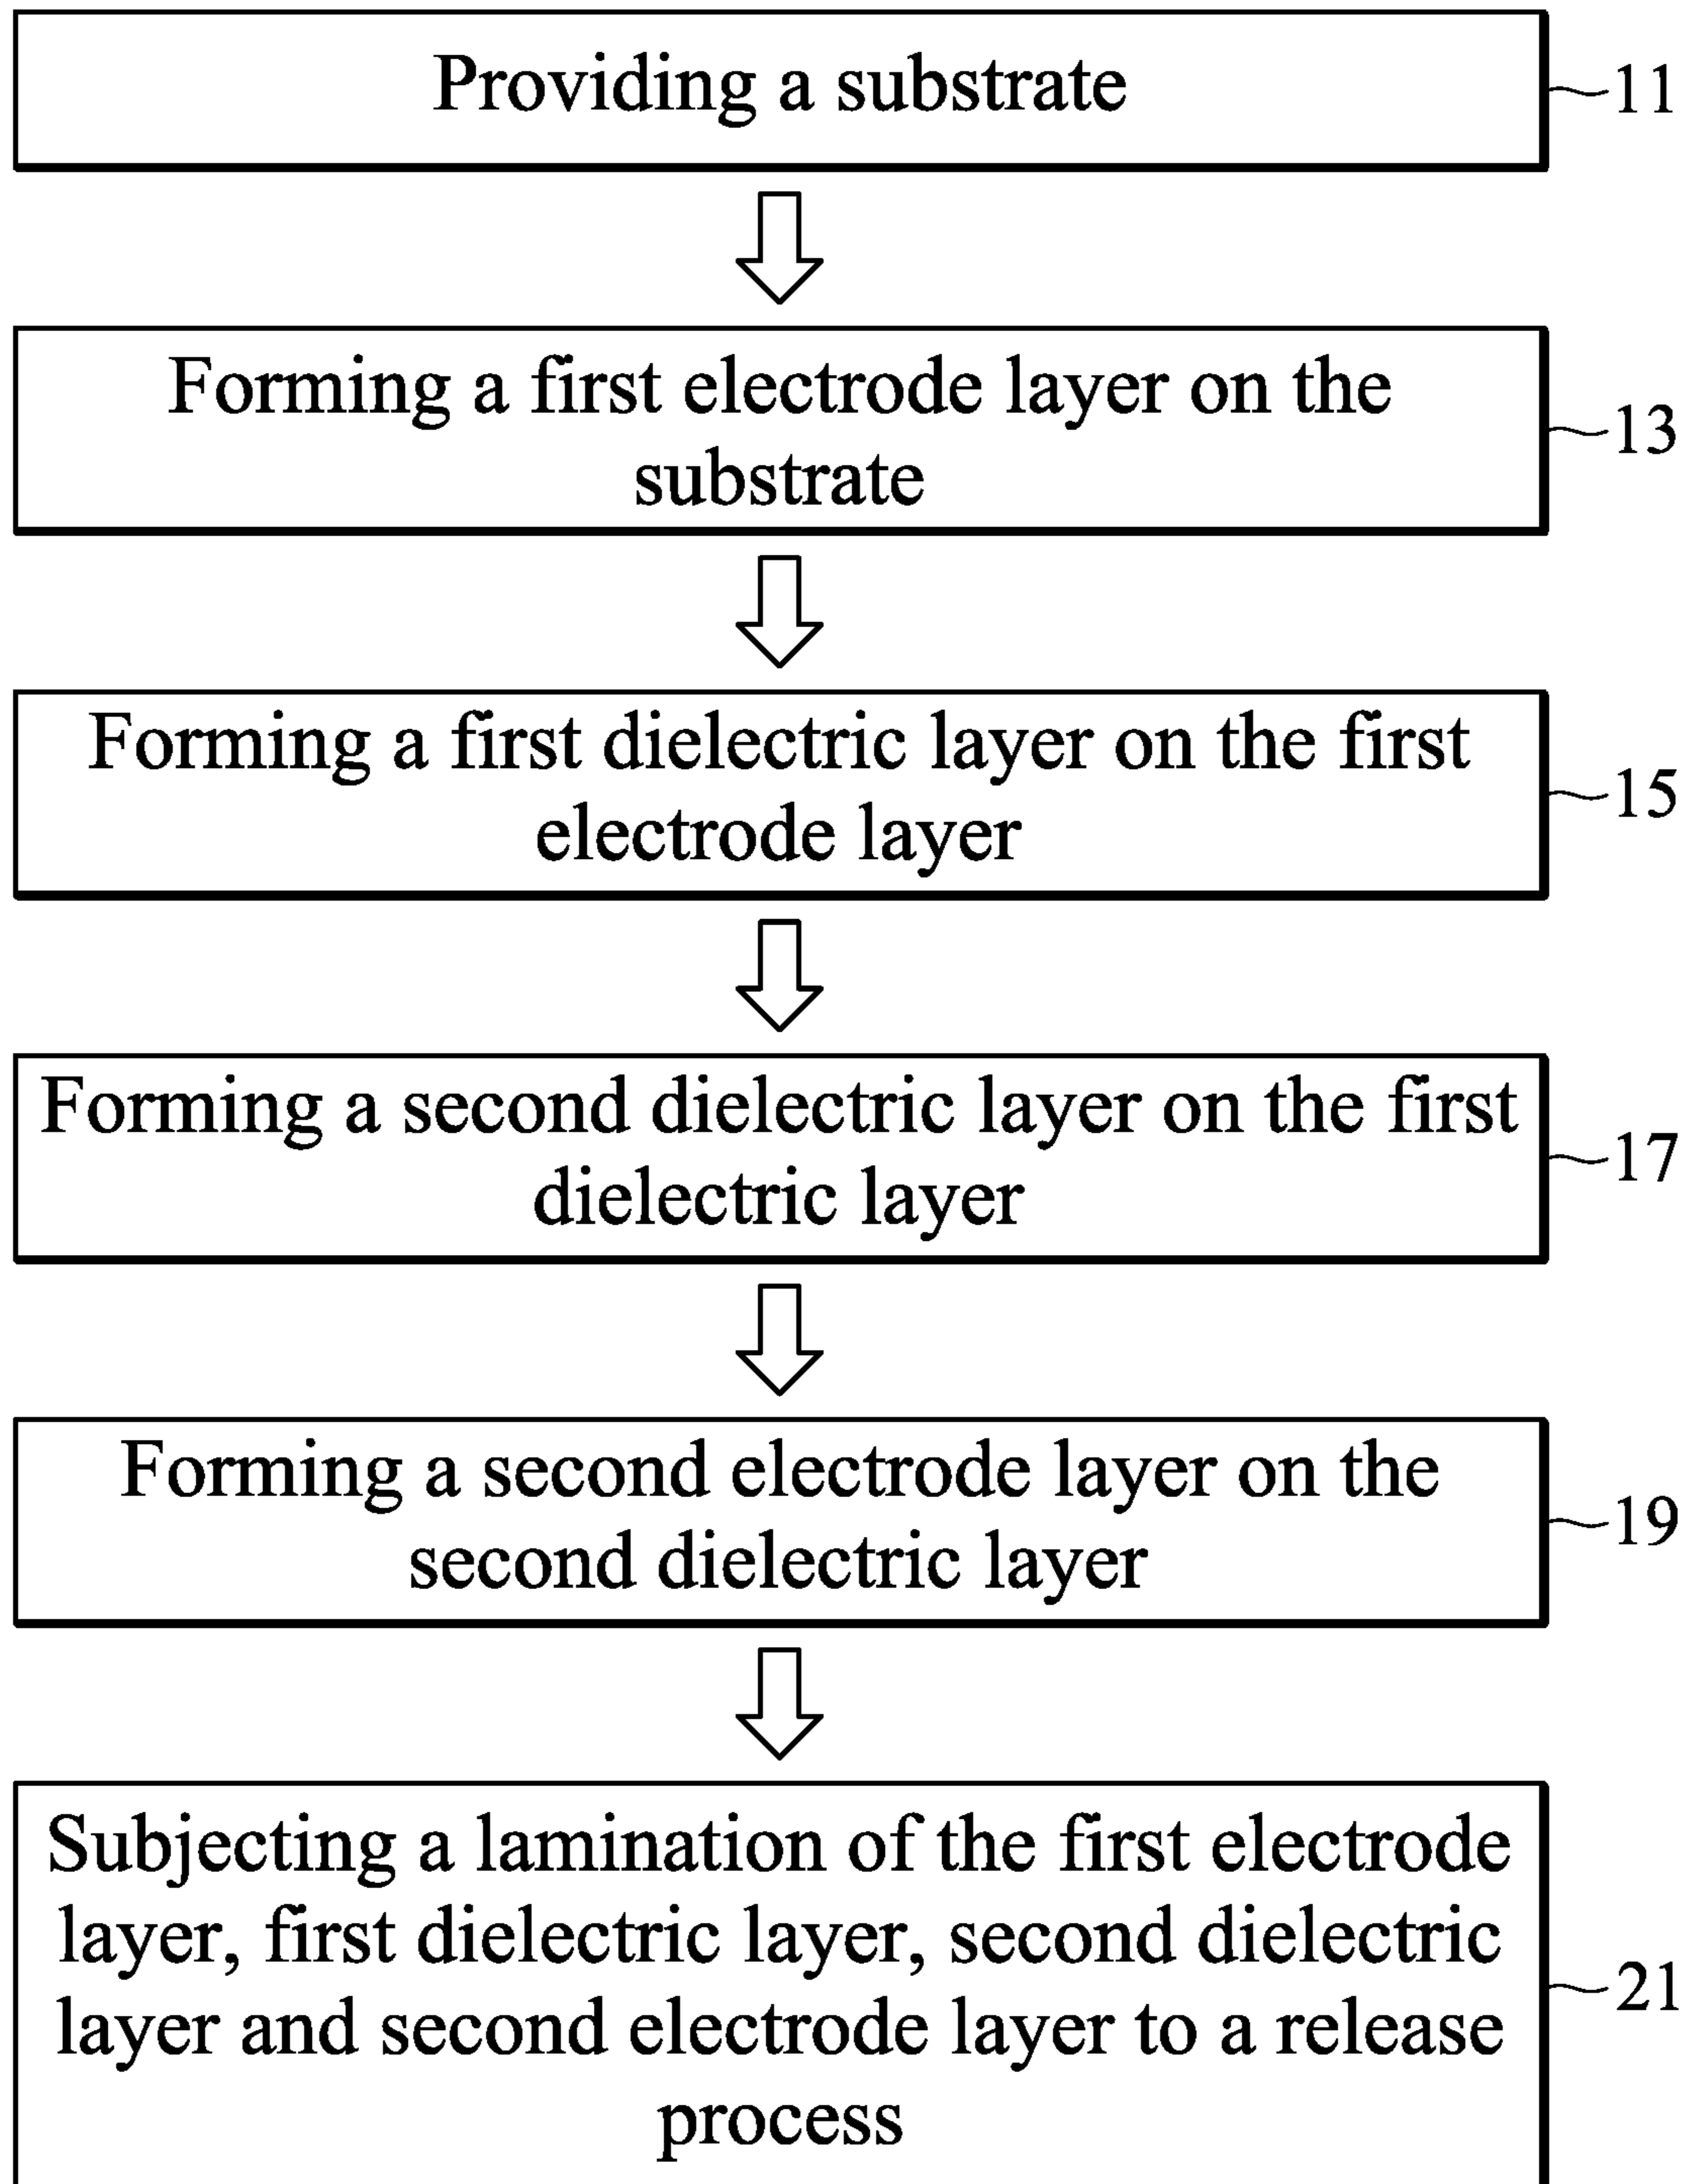 Providing a substrate
11
Forming a first electrode layer on the
substrate
13
Forming a first dielectric layer on the first
electrode layer
15
Forming a second dielectric layer on the first
dielectric layer
17
Forming a second electrode layer on the
second dielectric layer
19
Subjecting a lamination of the first electrode
layer, first dielectric layer, second dielectric
layer and second electrode layer to a release
process
21